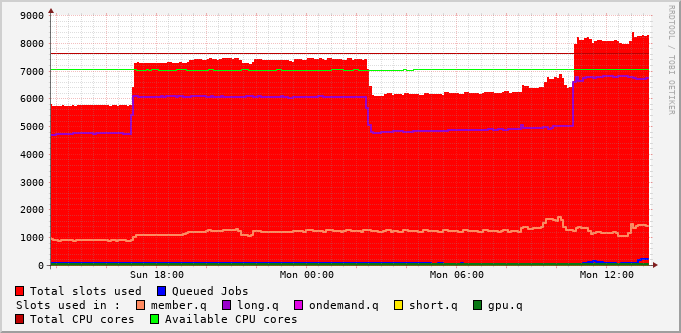 RRDTOOL / TOBI OETIKER
9000
8000
7000
6000
5000
4000
3000
2000
1000
0
Sun 18:00 Mon 00:00 Mon 06:00 Mon 12:00
Total slots used Queued Jobs
Slots used in : member.q long.q ondemand.q short.q gpu.q
Total CPU cores Available CPU cores